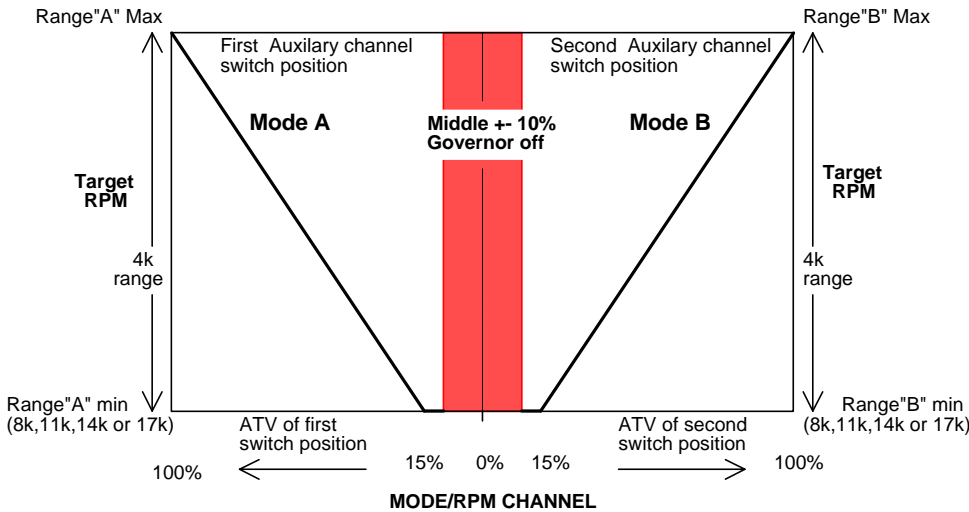 Range"A" Max
Range"B" Max
First Auxilary channel
switch position
Second Auxilary channel
switch position
Mode A
Middle +- 10%
Governor off
Mode B
Target
RPM
Target
RPM
4k
range
4k
range
Range"A" min
(8k,11k,14k or 17k)
Range"B" min
(8k,11k,14k or 17k)
ATV of first
switch position
ATV of second
switch position
100%
15%
0%
15%
100%
MODE/RPM CHANNEL